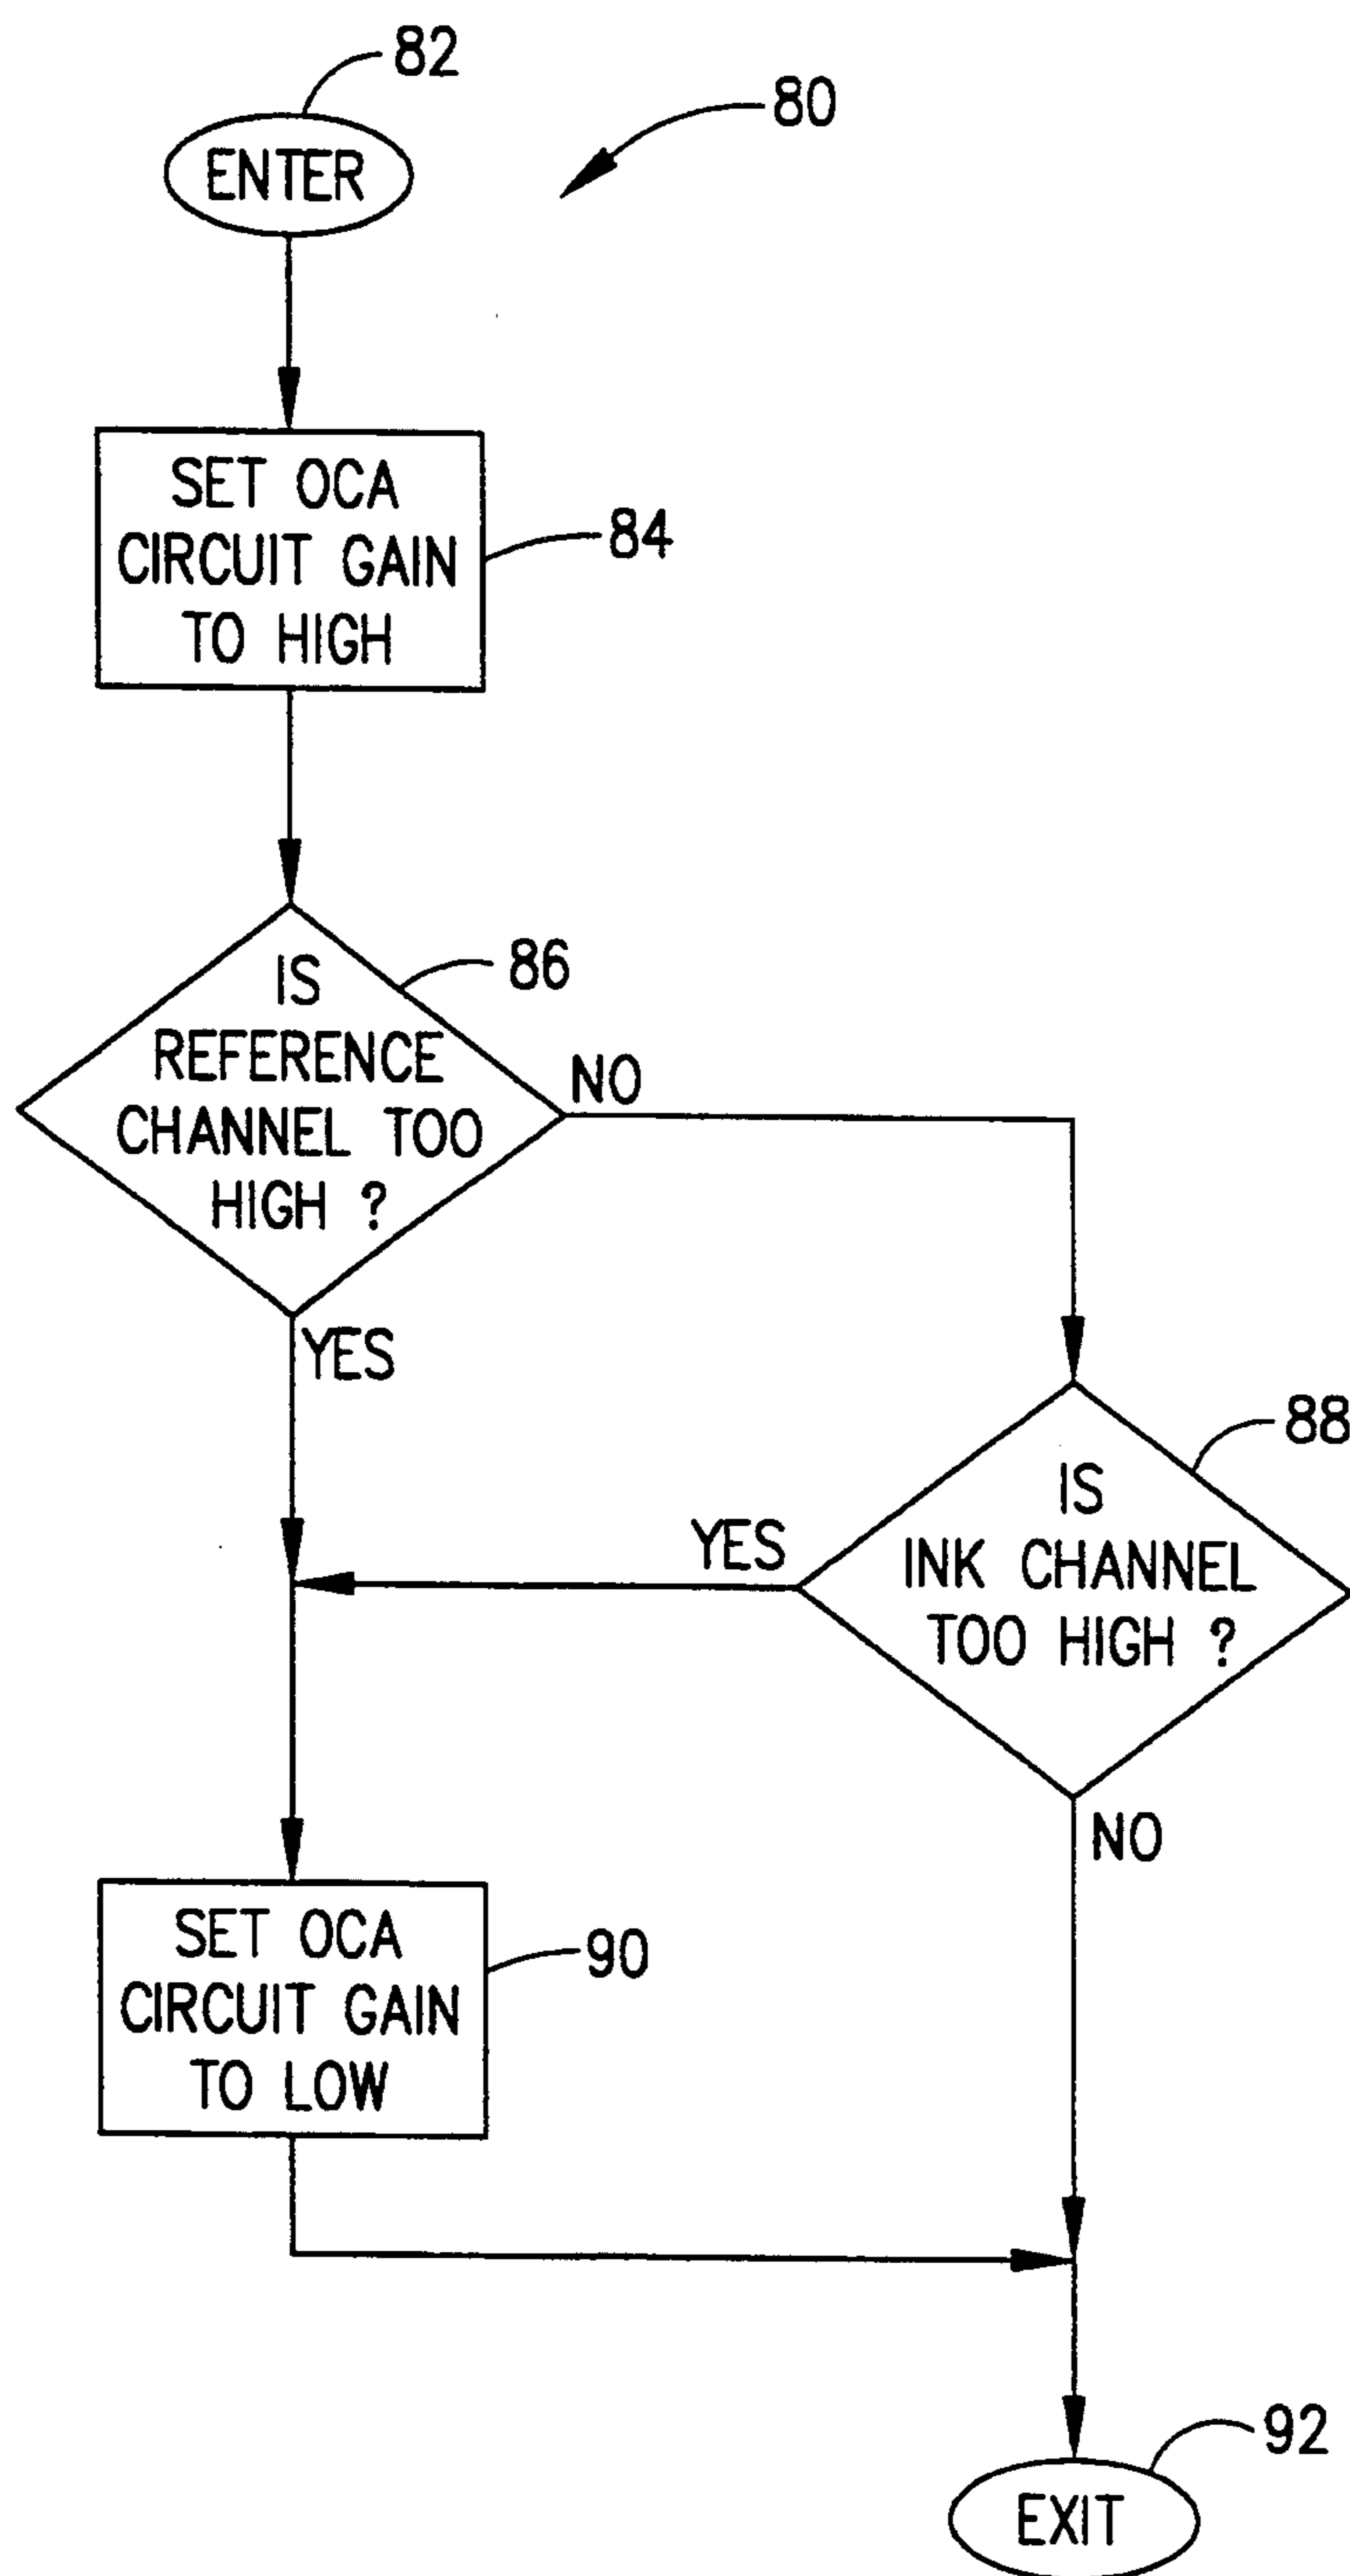 82
80
ENTER
SET OCA
CIRCUIT GAIN
TO HIGH
84
86
IS
REFERENCE
CHANNEL TOO
HIGH ?
NO
YES
88
IS
INK CHANNEL
TOO HIGH ?
YES
NO
SET OCA
CIRCUIT GAIN
TO LOW
90
92
EXIT